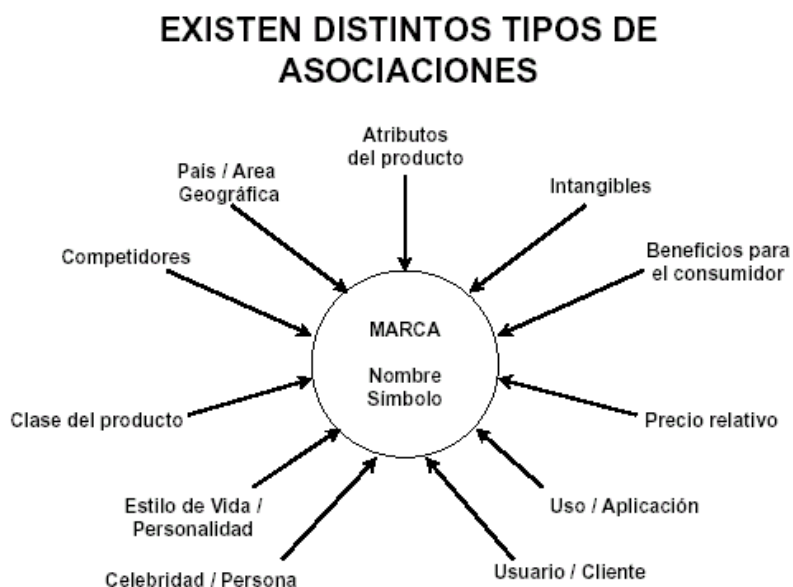 EXISTEN DISTINTOS TIPOS DE
ASOCIACIONES
Atributos
del producto
Pais / Area
Geográfica
Intangibles
Competidores
Beneficios para
el consumidor
MARCA
Nombre
Símbolo
Clase del producto
Precio relativo
Estilo de Vida /
Personalidad
Uso / Aplicación
Celebridad / Persona
Usuario / Cliente